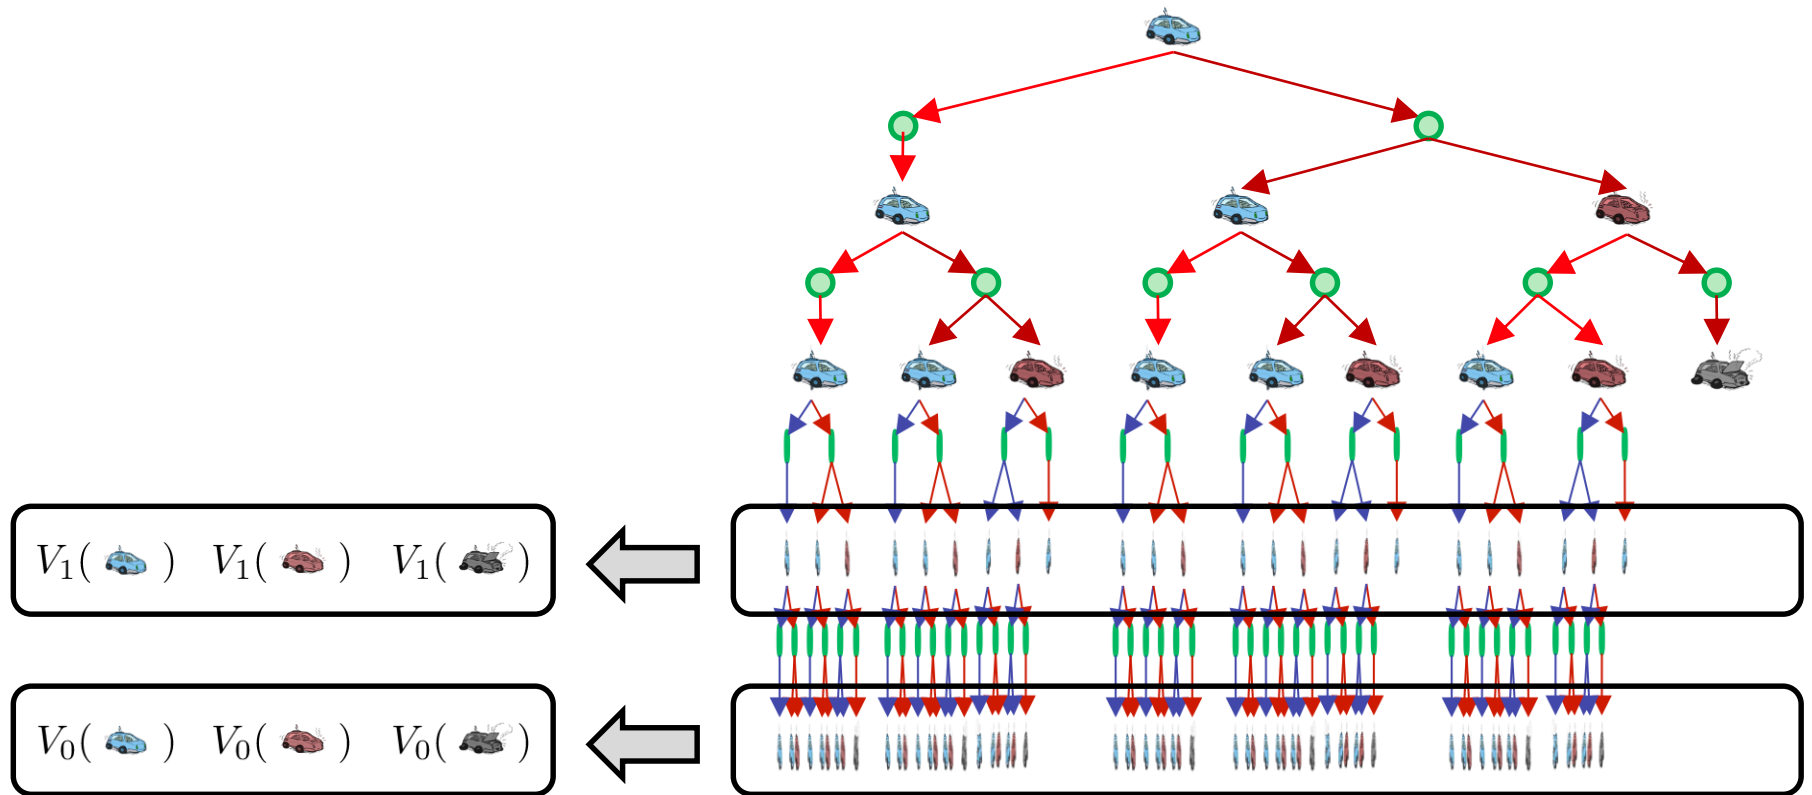 V₁( ) V₁( ) V₁( )
V₀( ) V₀( ) V₀( )